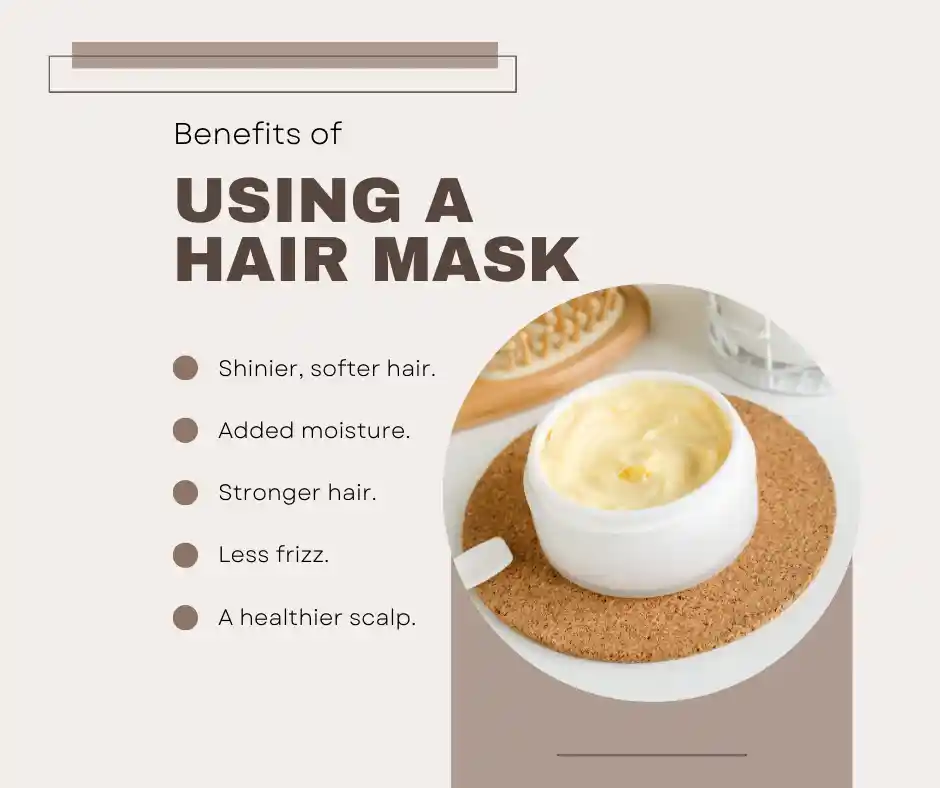 Benefits of
USING A
HAIR MASK
Shinier, softer hair.
Added moisture.
Stronger hair.
Less frizz.
A healthier scalp.